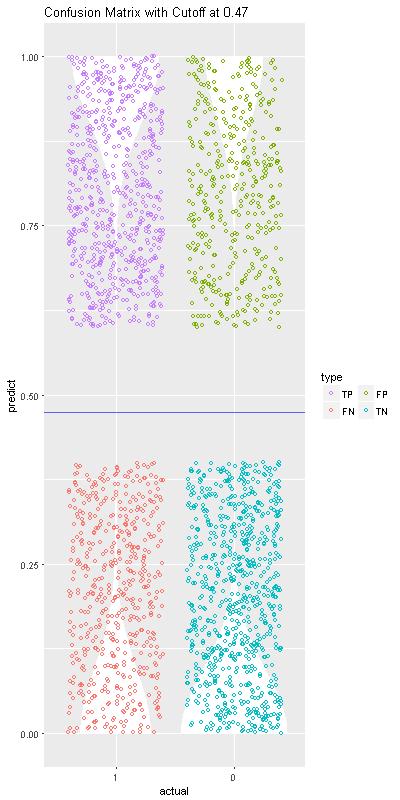 Confusion Matrix with Cutoff at 0.47
1.00
0.75
0.50
0.25
0.00
predict
1 0
actual
type
TP FP
FN TN